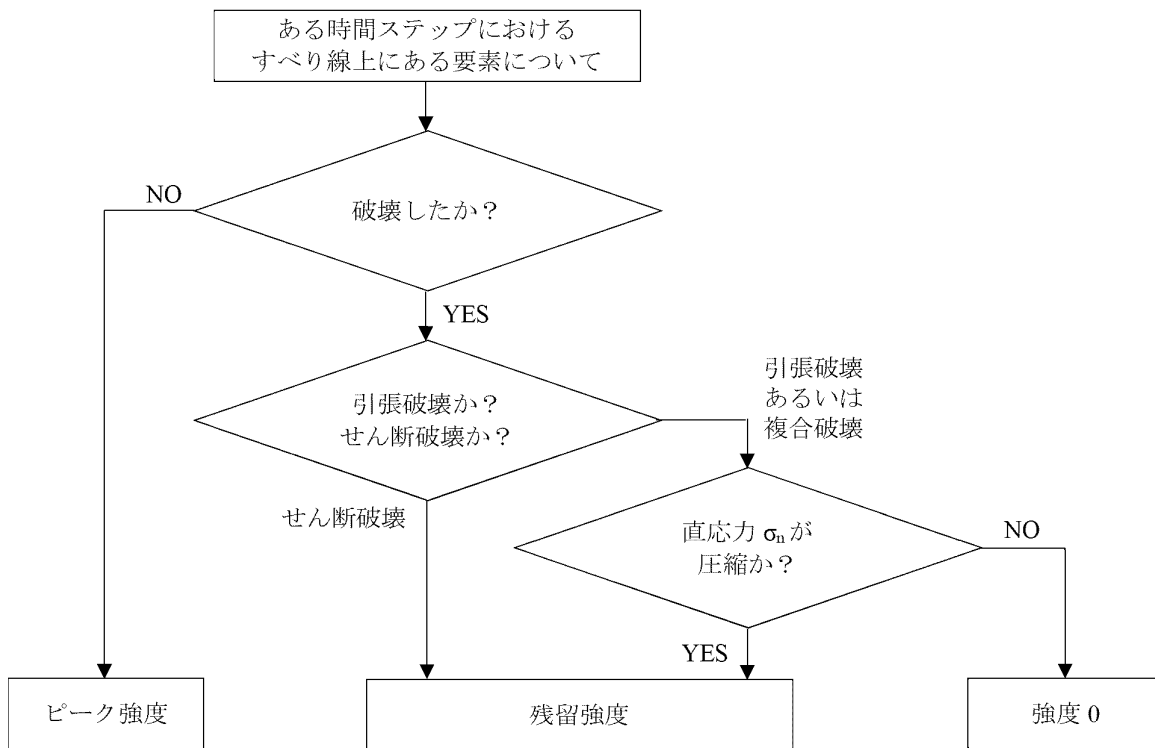 ある時間ステップにおける
すべり線上にある要素について
NO
破壊したか？
YES
引張破壊か？
せん断破壊か？
引張破壊
あるいは
複合破壊
せん断破壊
直応力 σn が
圧縮か？
NO
YES
ピーク強度
残留強度
強度 0